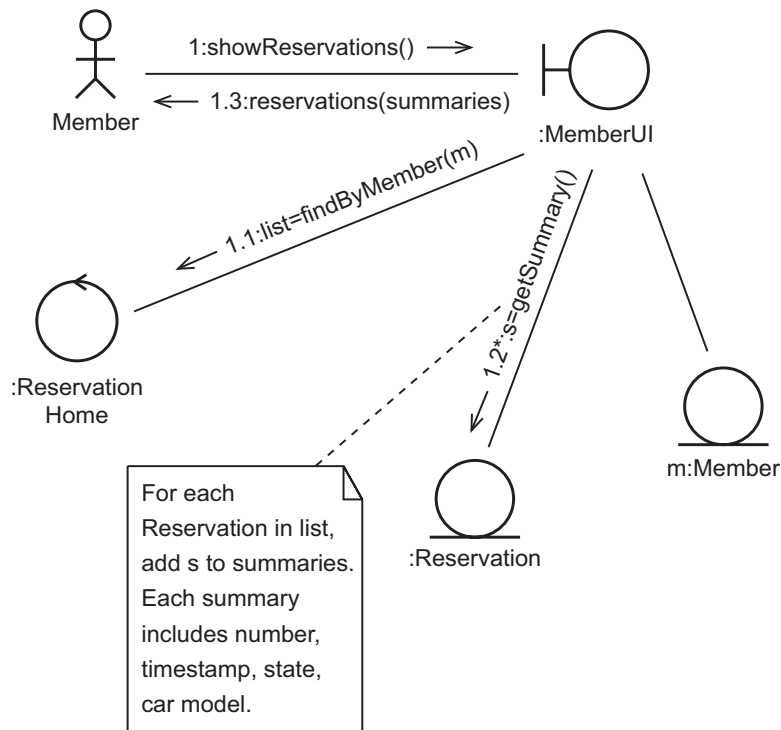 1:showReservations()
1.3:reservations(summaries)
Member
:MemberUI
1.1:list=findByMember(m)
1.2*:s=getSummary()
:Reservation
Home
m:Member
:Reservation
For each
Reservation in list,
add s to summaries.
Each summary
includes number,
timestamp, state,
car model.